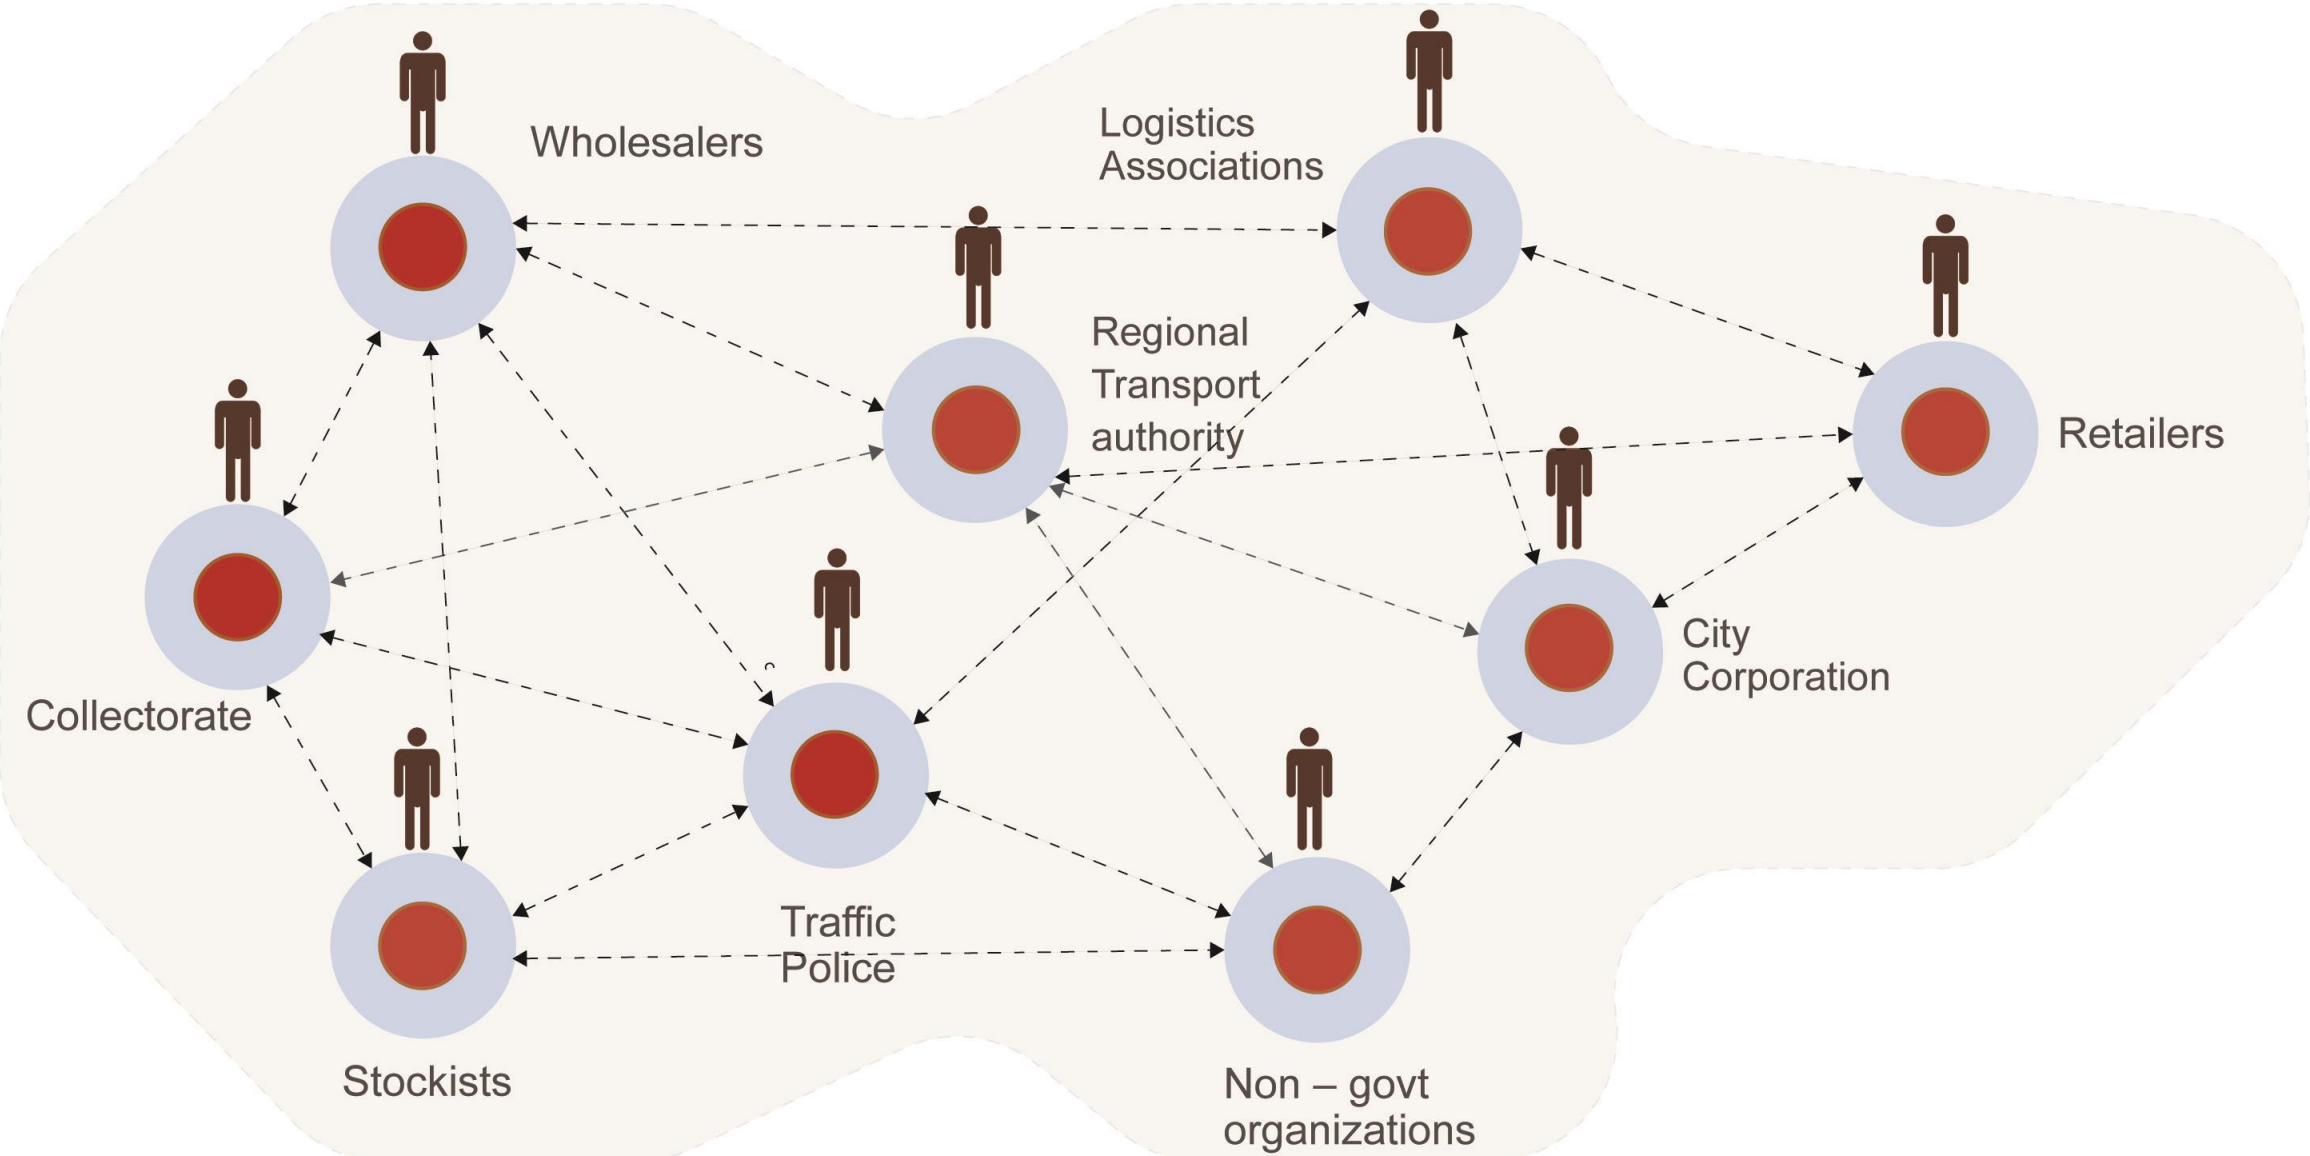 Wholesalers
Logistics
Associations
Regional
Transport
authority
Retailers
City
Corporation
Collectorate
Traffic
Police
Stockists
Non – govt
organizations